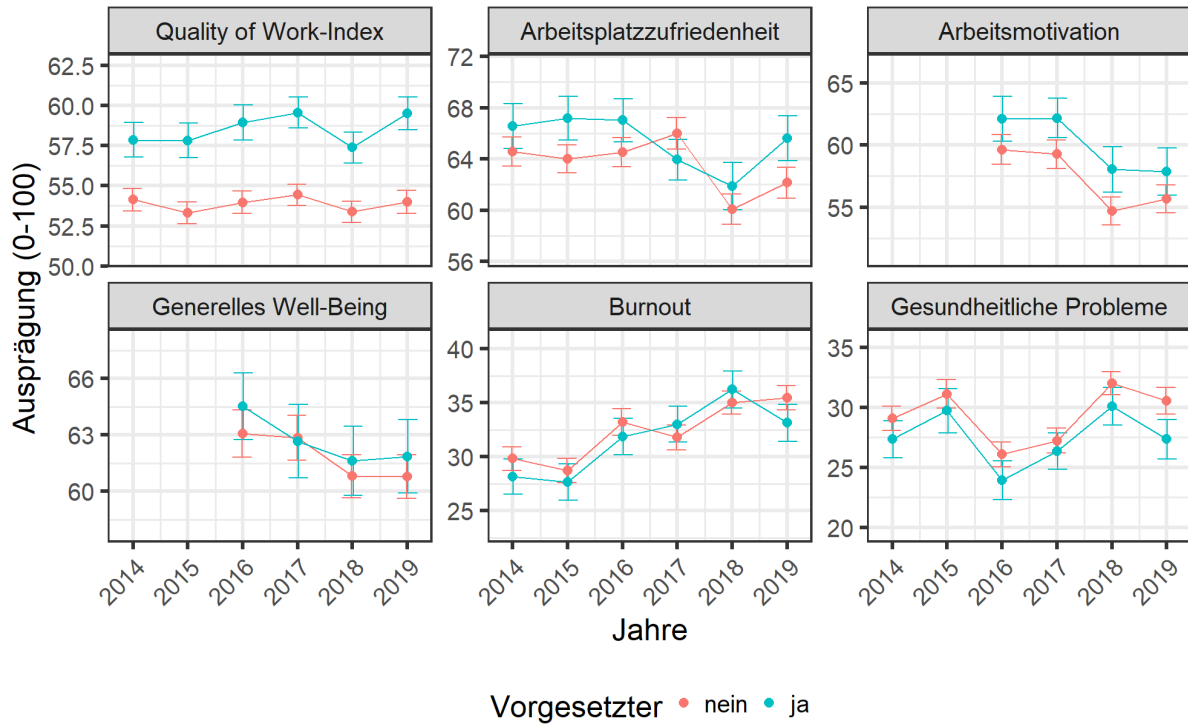 Quality of Work-Index
Arbeitsplatzzufriedenheit
Arbeitsmotivation
62.5
60.0
57.5
55.0
52.5
50.0
72
68
64
60
56
65
60
55
Ausprägung (0-100)
Generelles Well-Being
Burnout
Gesundheitliche Probleme
66
63
60
40
35
30
25
35
30
25
20
2014 2015 2016 2017 2018 2019
2014 2015 2016 2017 2018 2019
2014 2015 2016 2017 2018 2019
Jahre
Vorgesetzter nein ja